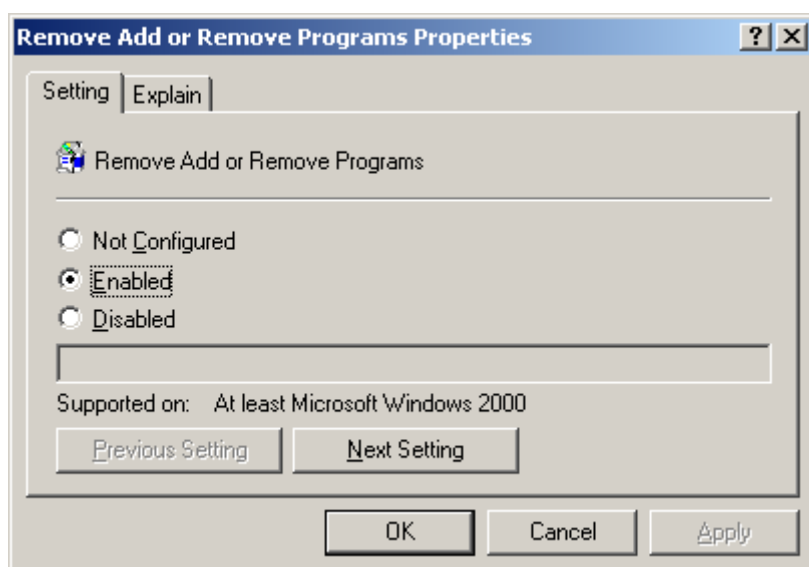 Remove Add or Remove Programs Properties
Setting Explain
Remove Add or Remove Programs
Not Configured
Enabled
Disabled
Supported on: At least Microsoft Windows 2000
Previous Setting Next Setting
OK Cancel Apply